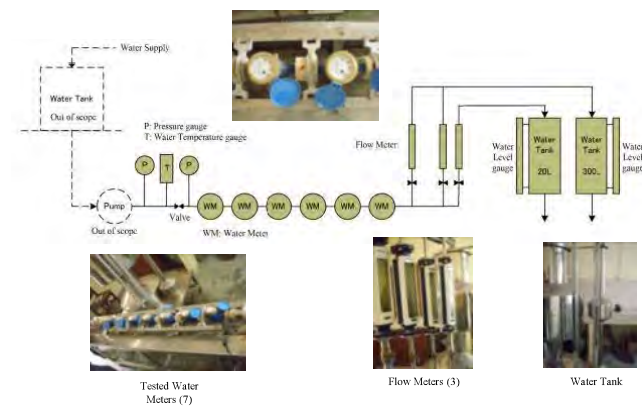 Water Supply
Water Tank
Out of scope
P: Pressure gauge
T: Water Temperature gauge
P
T
P
Pump
Out of scope
Valve
WM
WM
WM
WM
WM
WM
WM: Water Meter
Flow Meter
Water
Level
gauge
Water
Tank
20L
Water
Tank
300L
Water
Level
gauge
Tested Water
Meters (7)
Flow Meters (3)
Water Tank